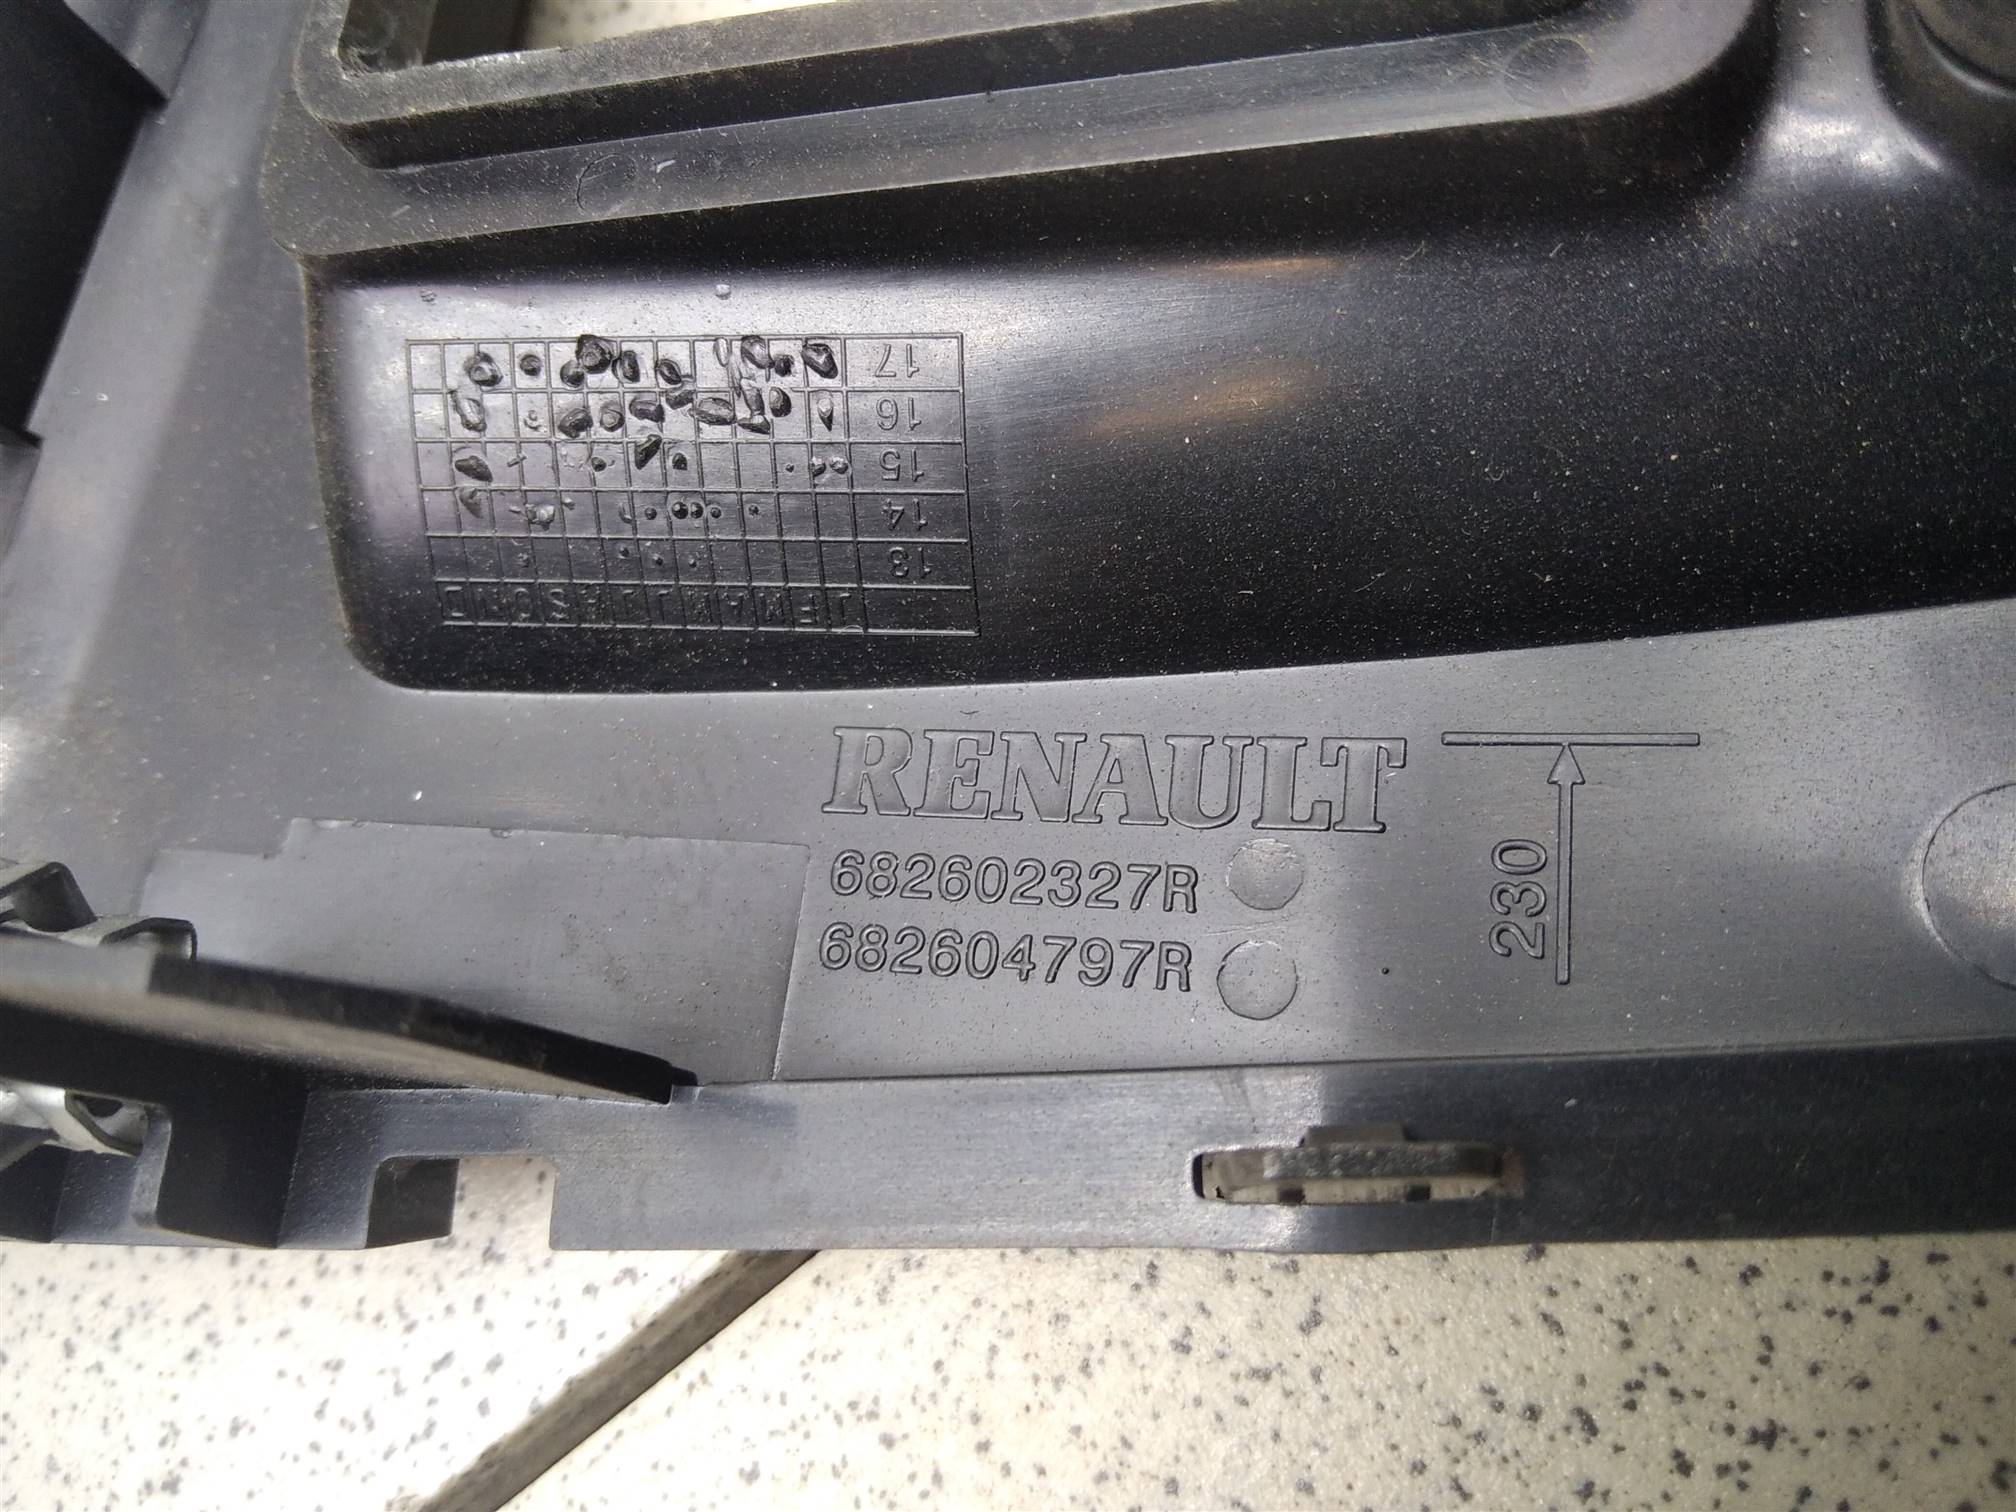 17
16
15
14
13
J F M A M J J A S O N D
RENAULT
682602327R
682604797R
230